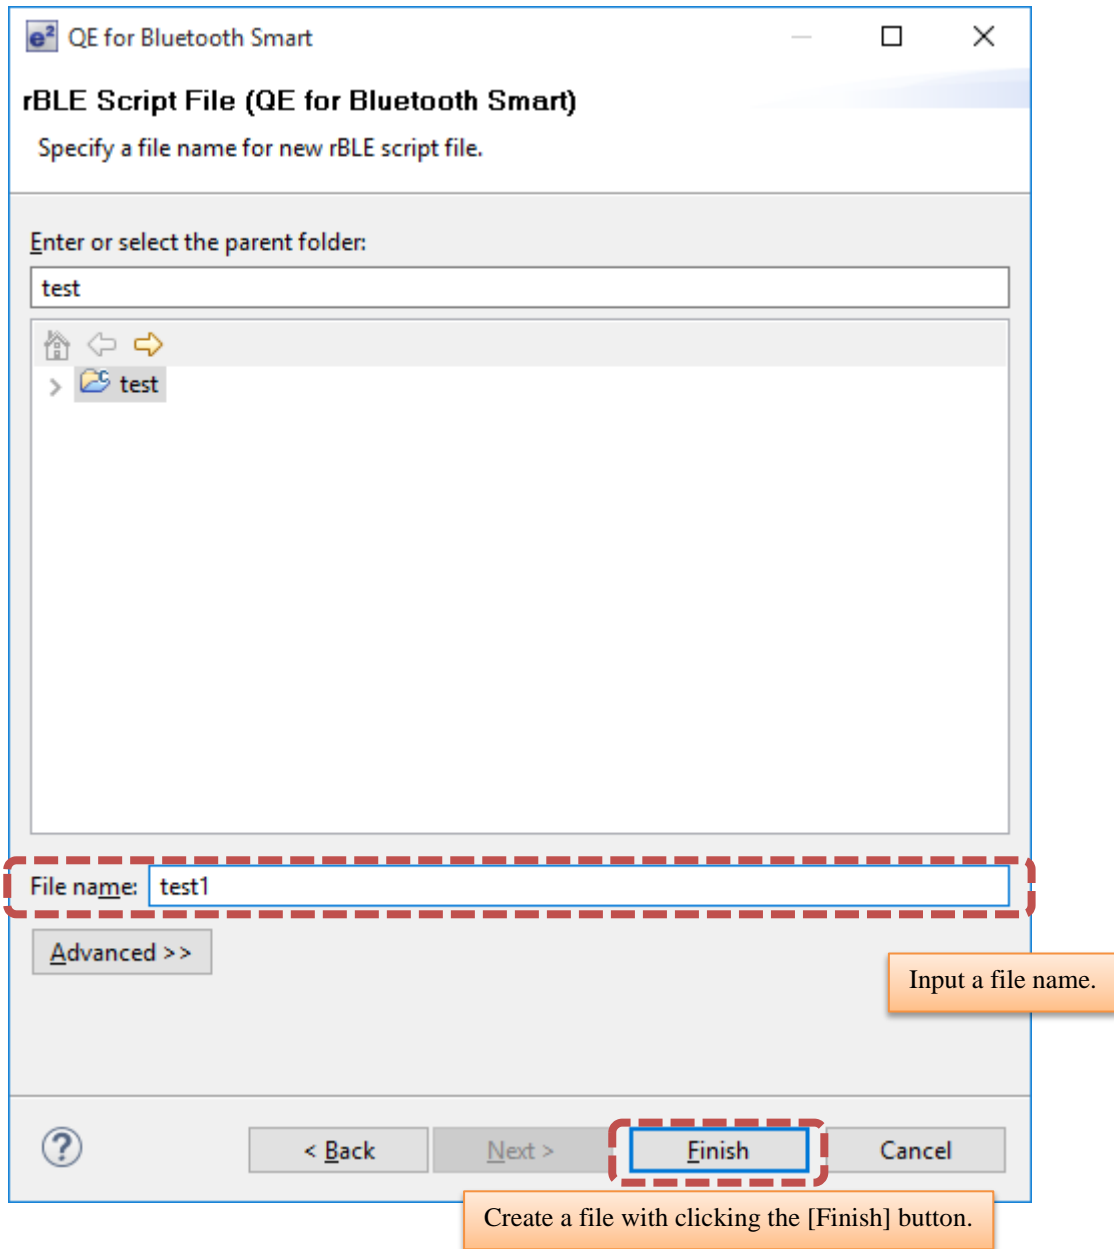 e² QE for Bluetooth Smart
rBLE Script File (QE for Bluetooth Smart)
Specify a file name for new rBLE script file.
Enter or select the parent folder:
test
test
File name: test1
Advanced >>
Input a file name.
< Back Next > Finish Cancel
Create a file with clicking the [Finish] button.